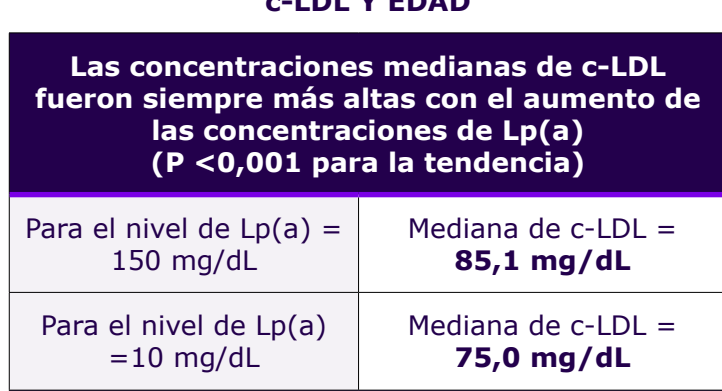 c-LDL Y EDAD
Las concentraciones medianas de c-LDL
fueron siempre más altas con el aumento de
las concentraciones de Lp(a)
(P <0,001 para la tendencia)
Para el nivel de Lp(a) =
150 mg/dL
Mediana de c-LDL =
85,1 mg/dL
Para el nivel de Lp(a)
=10 mg/dL
Mediana de c-LDL =
75,0 mg/dL